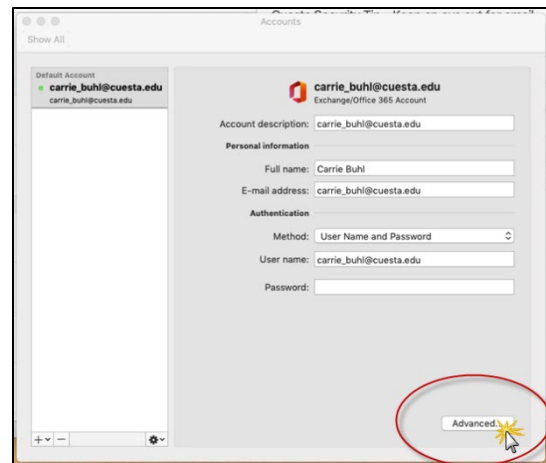 Accounts
Show All
Default Account
carrie_buhl@cuesta.edu
carrie_buhl@cuesta.edu
carrie_buhl@cuesta.edu
Exchange/Office 365 Account
Account description: carrie_buhl@cuesta.edu
Personal information
Full name: Carrie Buhl
E-mail address: carrie_buhl@cuesta.edu
Authentication
Method: User Name and Password
User name: carrie_buhl@cuesta.edu
Password:
Advanced...